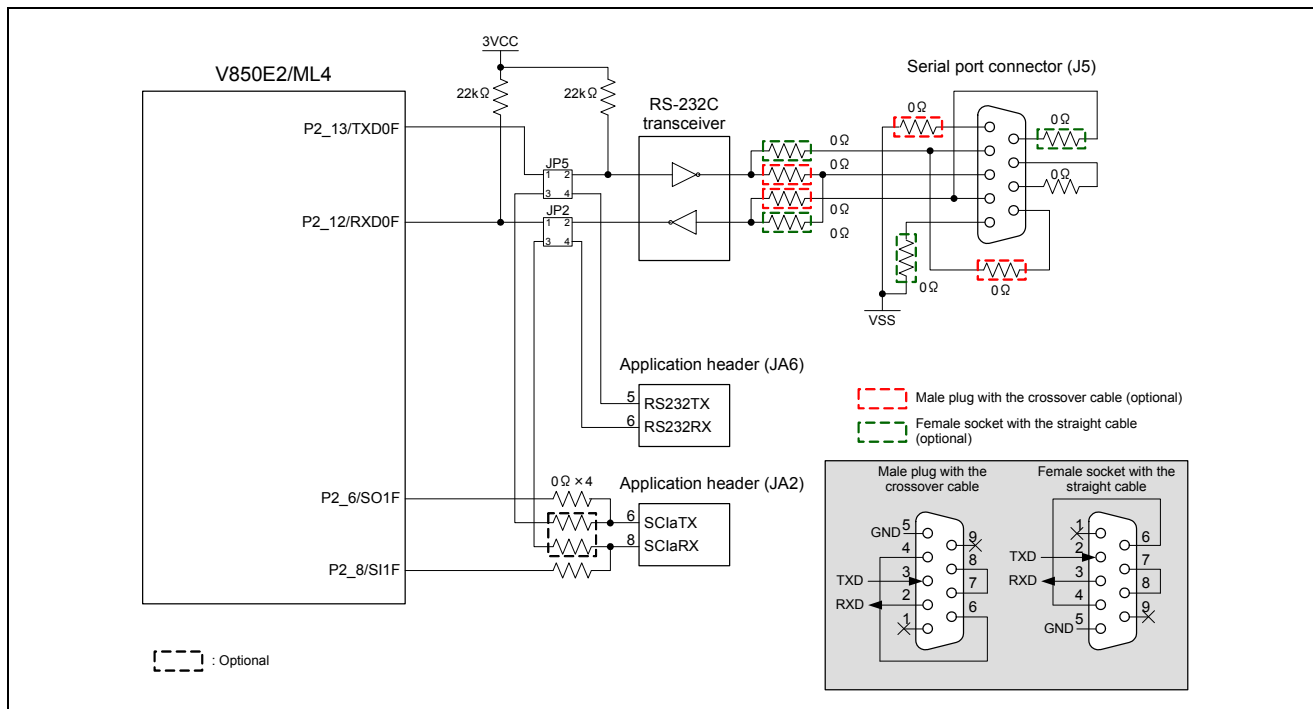 3VCC
V850E2/ML4
22kΩ
22kΩ
RS-232C
transceiver
Serial port connector (J5)
P2_13/TXD0F
JP5
1 2
3 4
P2_12/RXD0F
JP2
1 2
3 4
0Ω
0Ω
0Ω
0Ω
0Ω
0Ω
0Ω
0Ω
0Ω
VSS
Application header (JA6)
5 RS232TX
6 RS232RX
Male plug with the crossover cable (optional)
Female socket with the straight cable
(optional)
0Ω × 4
Application header (JA2)
P2_6/SO1F
6 SCIaTX
8 SCIaRX
P2_8/SI1F
: Optional
Male plug with the
crossover cable
GND 5
9
4
8
TXD 3
7
RXD 2
6
1
Female socket with the
straight cable
1
6
TXD 2
7
RXD 3
8
4
9
GND 5